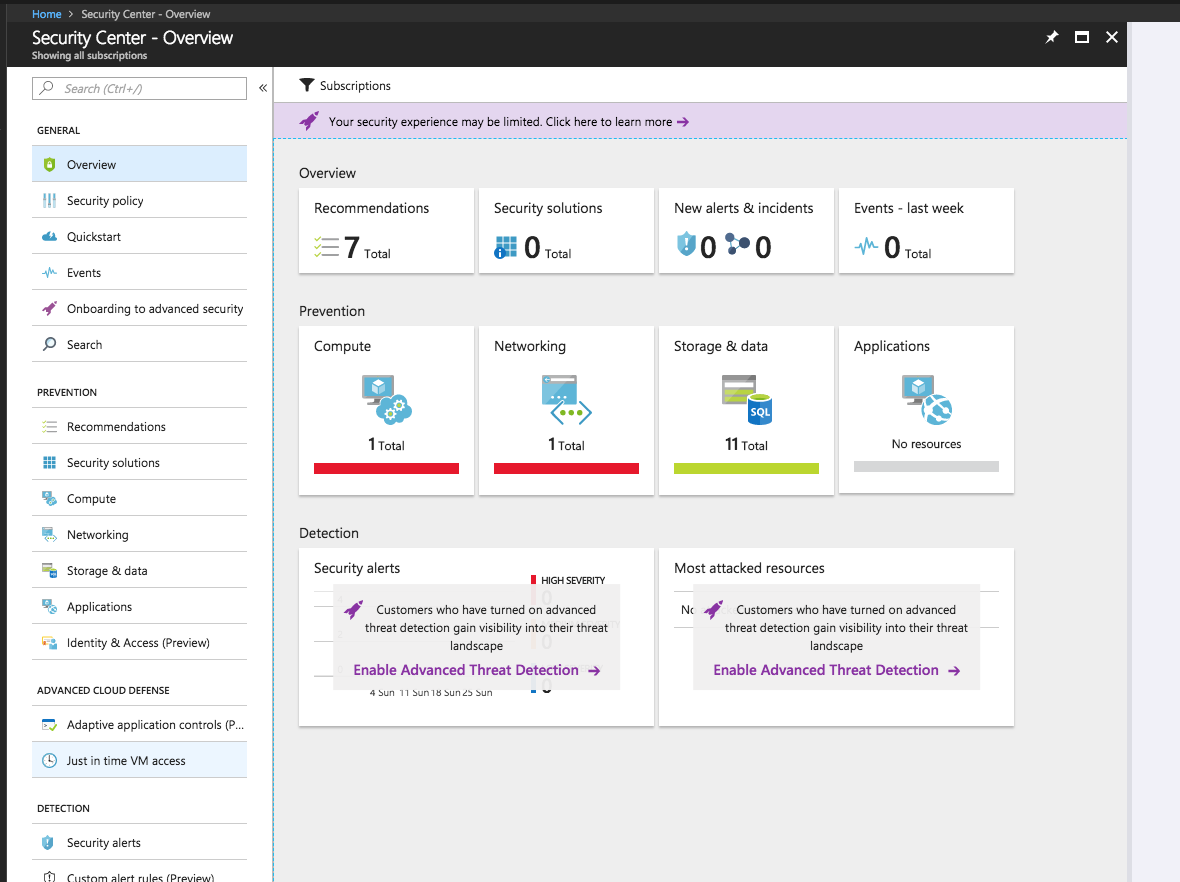 Home > Security Center - Overview
Security Center - Overview
Showing all subscriptions
Search (Ctrl+/)
«
GENERAL
Overview
Security policy
Quickstart
Events
Onboarding to advanced security
Search
PREVENTION
Recommendations
Security solutions
Compute
Networking
Storage & data
Applications
Identity & Access (Preview)
ADVANCED CLOUD DEFENSE
Adaptive application controls (P...
Just in time VM access
DETECTION
Security alerts
Custom alert rules (Preview)
Subscriptions
Your security experience may be limited. Click here to learn more →
Overview
Recommendations
7 Total
Security solutions
0 Total
New alerts & incidents
0 0
Events - last week
0 Total
Prevention
Compute
1 Total
Networking
1 Total
Storage & data
SQL
11 Total
Applications
No resources
Detection
Security alerts
HIGH SEVERITY
0
Customers who have turned on advanced
threat detection gain visibility into their threat
landscape
Enable Advanced Threat Detection →
0
4 Sun 11 Sun 18 Sun 25 Sun
0
Most attacked resources
No
Customers who have turned on advanced
threat detection gain visibility into their threat
landscape
Enable Advanced Threat Detection →